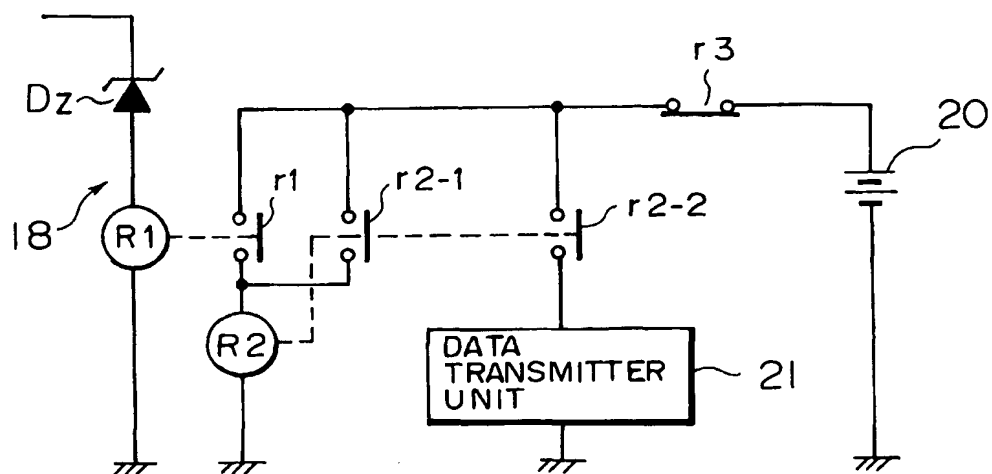 r3
Dz
20
r1
r2-1
r2-2
18
R1
R2
DATA
TRANSMITTER
UNIT
21